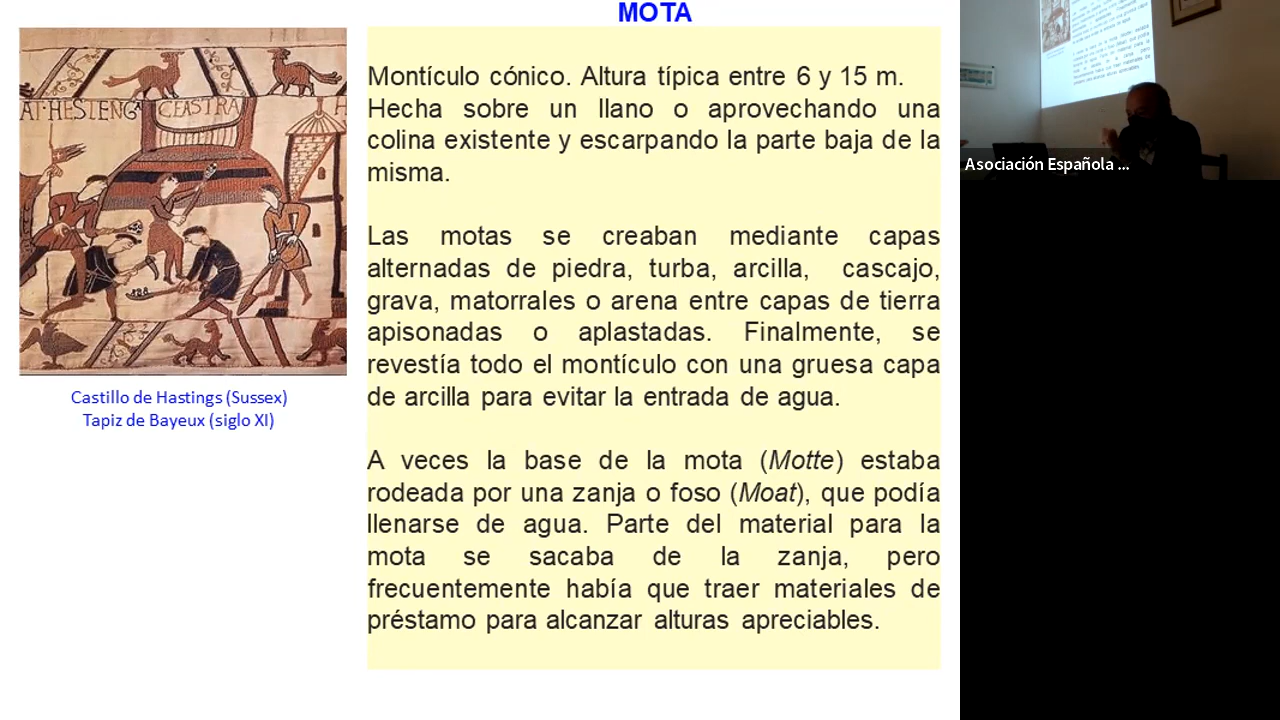 MOTA
AT·HESTENG
CEASTRA
H
Castillo de Hastings (Sussex)
Tapiz de Bayeux (siglo XI)
Montículo cónico. Altura típica entre 6 y 15 m.
Hecha sobre un llano o aprovechando una
colina existente y escarpando la parte baja de la
misma.
Las motas se creaban mediante capas
alternadas de piedra, turba, arcilla, cascajo,
grava, matorrales o arena entre capas de tierra
apisonadas o aplastadas. Finalmente, se
revestía todo el montículo con una gruesa capa
de arcilla para evitar la entrada de agua.
A veces la base de la mota (Motte) estaba
rodeada por una zanja o foso (Moat), que podía
llenarse de agua. Parte del material para la
mota se sacaba de la zanja, pero
frecuentemente había que traer materiales de
préstamo para alcanzar alturas apreciables.
Asociación Española ...